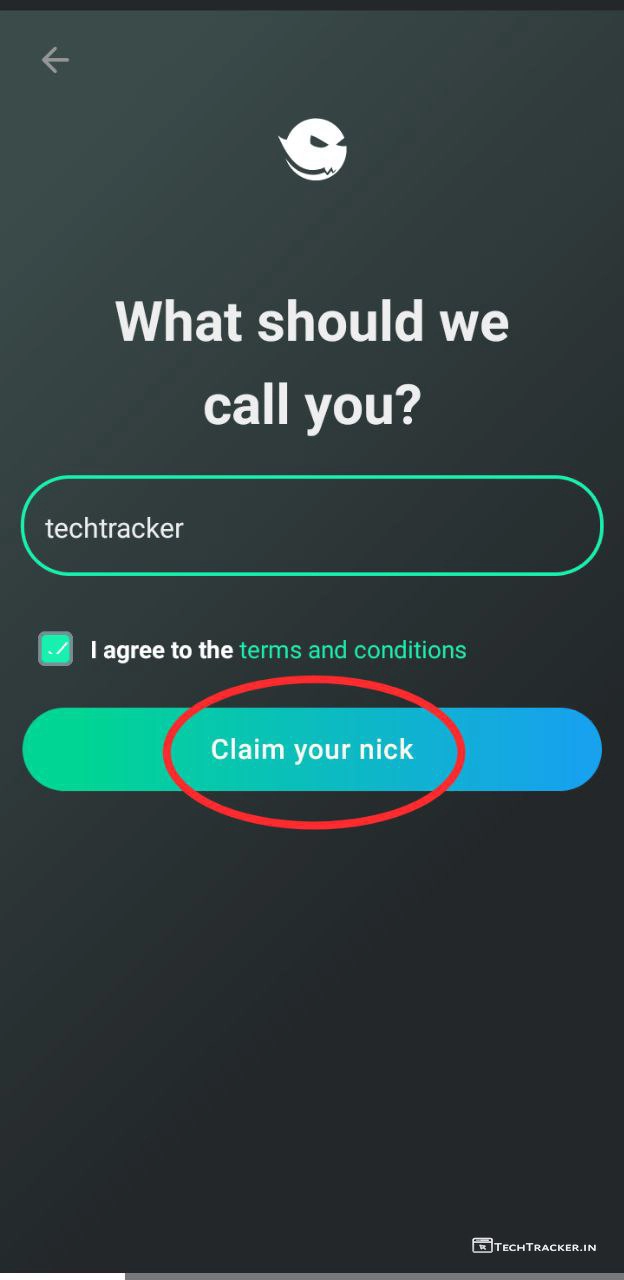 What should we
call you?
techtracker
I agree to the terms and conditions
Claim your nick
TECHTRACKER.IN